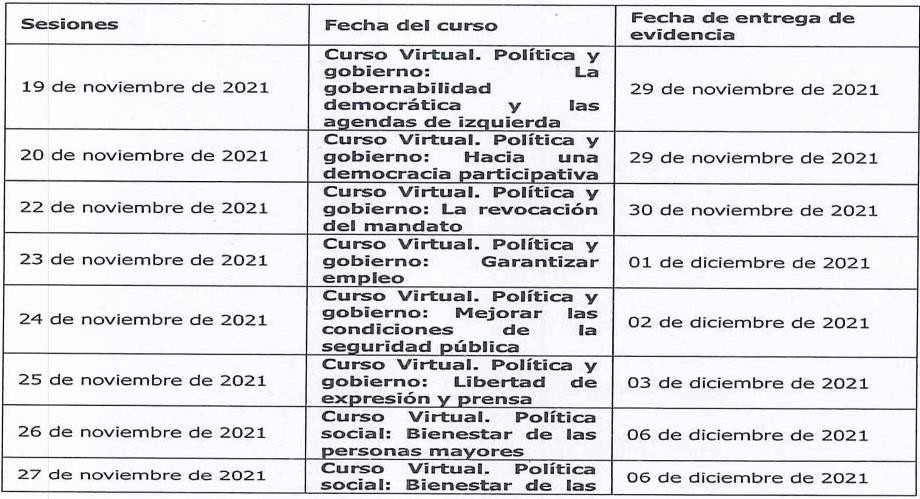 Sesiones
Fecha del curso
Fecha de entrega de
evidencia
19 de noviembre de 2021
Curso Virtual. Política y
gobierno: La
gobernabilidad
democrática y las
agendas de izquierda
29 de noviembre de 2021
20 de noviembre de 2021
Curso Virtual. Política y
gobierno: Hacia una
democracia participativa
29 de noviembre de 2021
22 de noviembre de 2021
Curso Virtual. Política y
gobierno: La revocación
del mandato
30 de noviembre de 2021
23 de noviembre de 2021
Curso Virtual. Política y
gobierno: Garantizar
empleo
01 de diciembre de 2021
24 de noviembre de 2021
Curso Virtual. Política y
gobierno: Mejorar las
condiciones de la
seguridad pública
02 de diciembre de 2021
25 de noviembre de 2021
Curso Virtual. Política y
gobierno: Libertad de
expresión y prensa
03 de diciembre de 2021
26 de noviembre de 2021
Curso Virtual. Política
social: Bienestar de las
personas mayores
06 de diciembre de 2021
27 de noviembre de 2021
Curso Virtual. Política
social: Bienestar de las
06 de diciembre de 2021